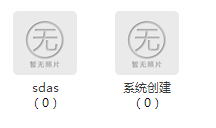 无 无
暂无照片 暂无照片
sdas 系统创建
( 0 ) ( 0 )